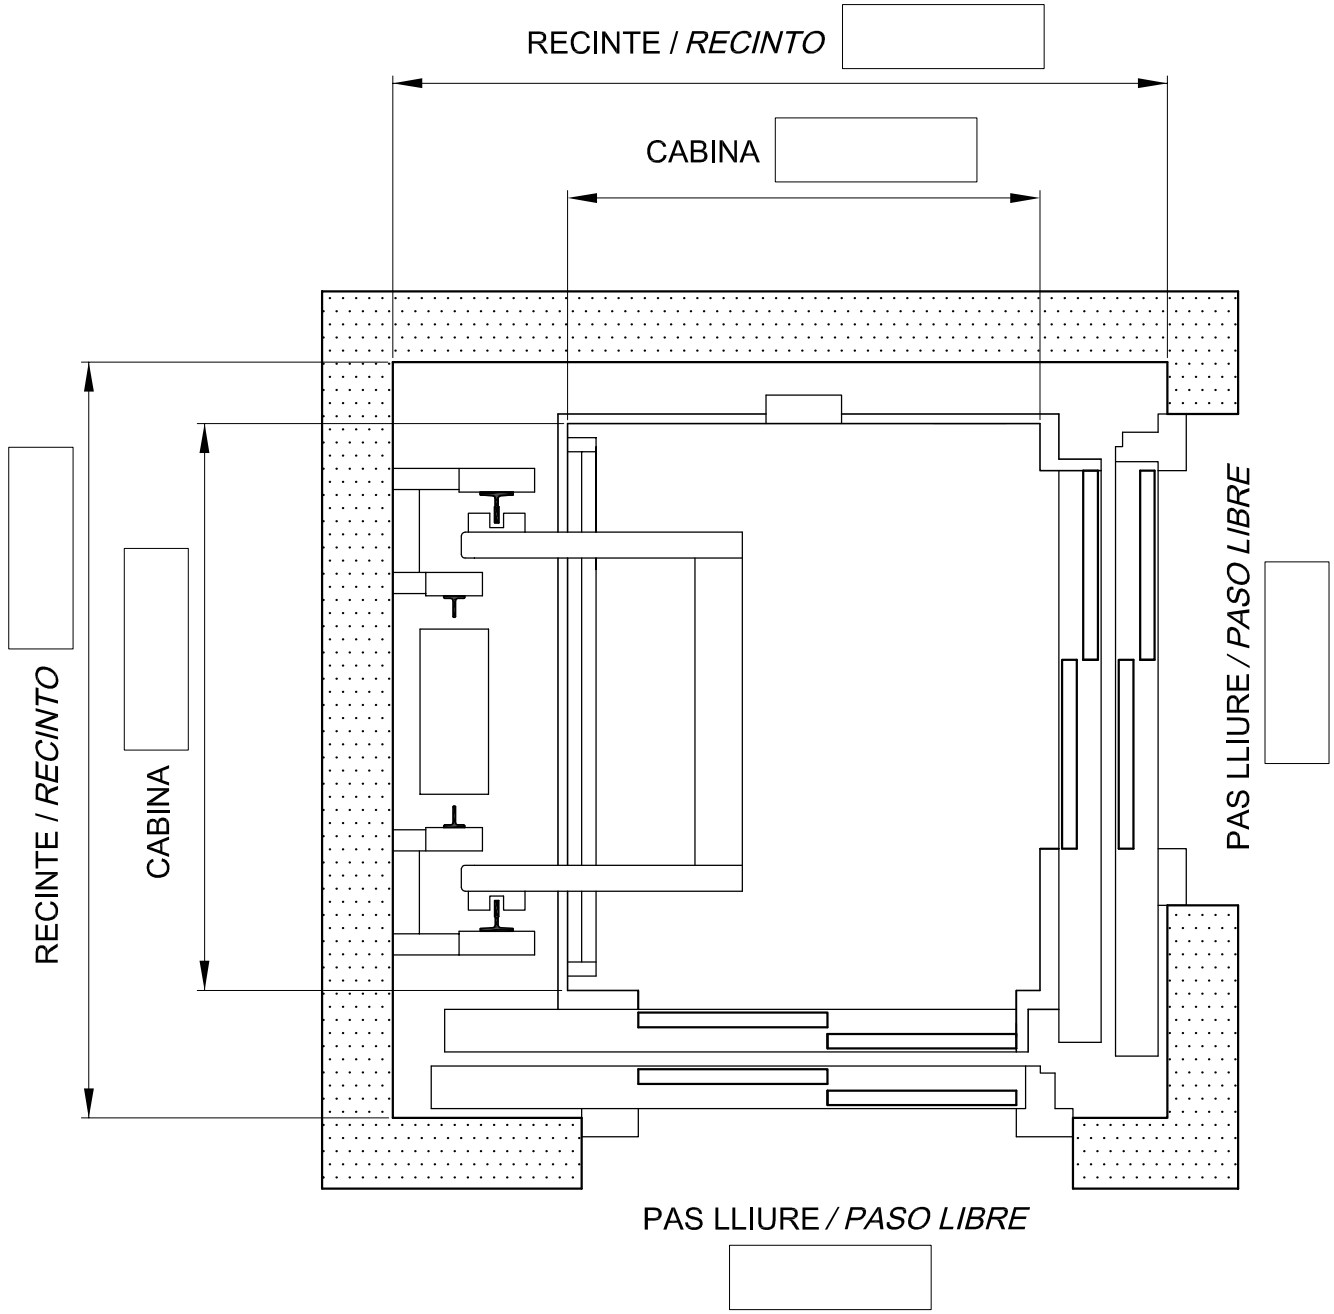 RECINTE / RECINTO
CABINA
RECINTE / RECINTO
CABINA
PAS LLIURE / PASO LIBRE
PAS LLIURE / PASO LIBRE